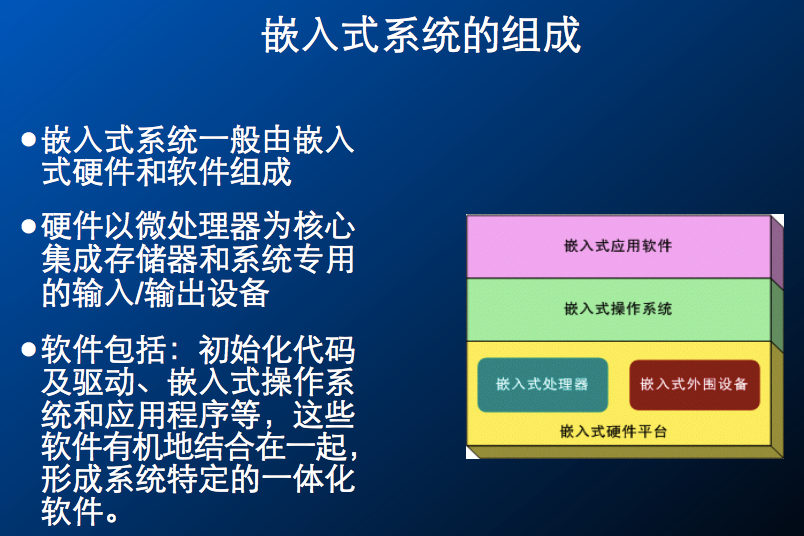 嵌入式系统的组成
●嵌入式系统一般由嵌入
式硬件和软件组成
●硬件以微处理器为核心
集成存储器和系统专用
的输入/输出设备
●软件包括：初始化代码
及驱动、嵌入式操作系
统和应用程序等，这些
软件有机地结合在一起，
形成系统特定的一体化
软件。
嵌入式应用软件
嵌入式操作系统
嵌入式处理器
嵌入式外围设备
嵌入式硬件平台